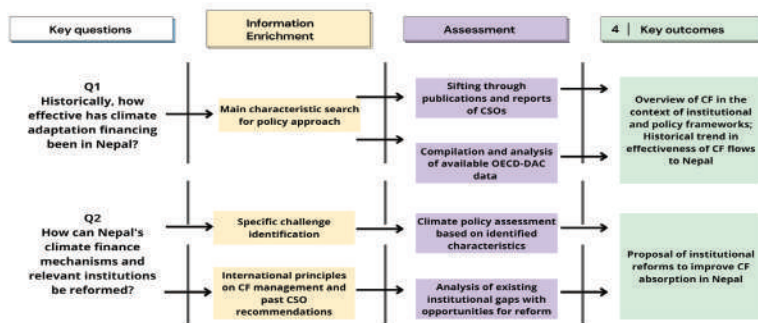 Key questions
Information
Enrichment
Assessment
4 | Key outcomes
Q1
Historically, how
effective has climate
adaptation financing
been in Nepal?
Main characteristic search
for policy approach
Sifting through
publications and reports
of CSOs
Compilation and analysis
of available OECD-DAC
data
Overview of CF in the
context of institutional
and policy frameworks;
Historical trend in
effectiveness of CF flows
to Nepal
Q2
How can Nepal's
climate finance
mechanisms and
relevant institutions
be reformed?
Specific challenge
identification
International principles
on CF management and
past CSO
recommendations
Climate policy assessment
based on identified
characteristics
Analysis of existing
institutional gaps with
opportunities for reform
Proposal of institutional
reforms to improve CF
absorption in Nepal